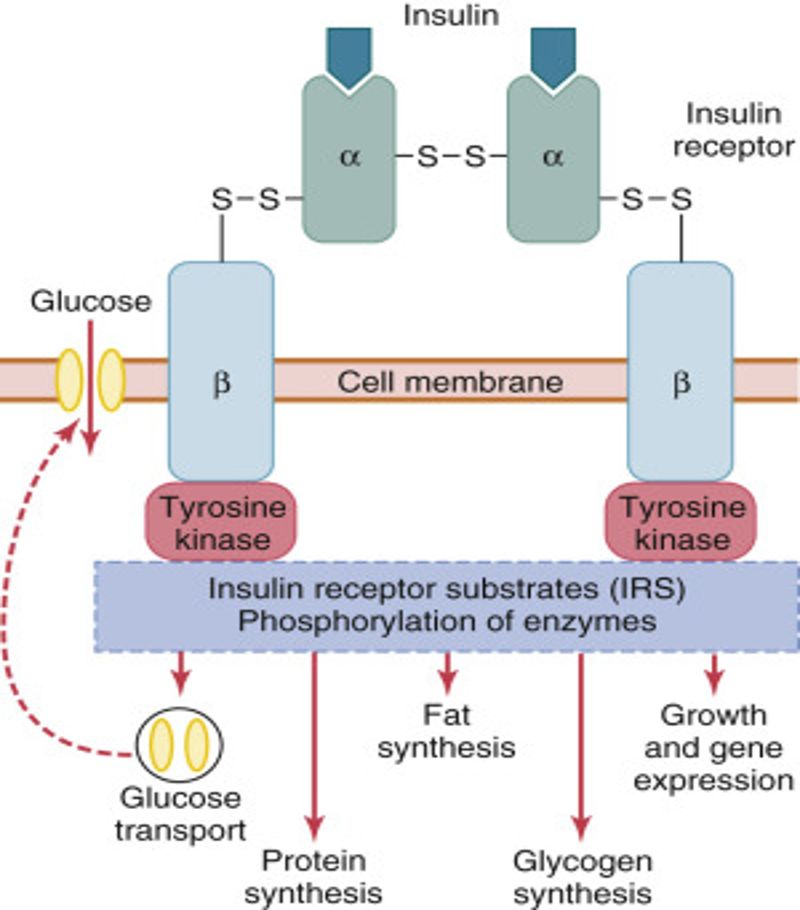 Insulin
Insulin
receptor
α
–S–S–
α
S–S–
–S–S
Glucose
β
Cell membrane
β
Tyrosine
kinase
Tyrosine
kinase
Insulin receptor substrates (IRS)
Phosphorylation of enzymes
Glucose
transport
Protein
synthesis
Fat
synthesis
Glycogen
synthesis
Growth
and gene
expression